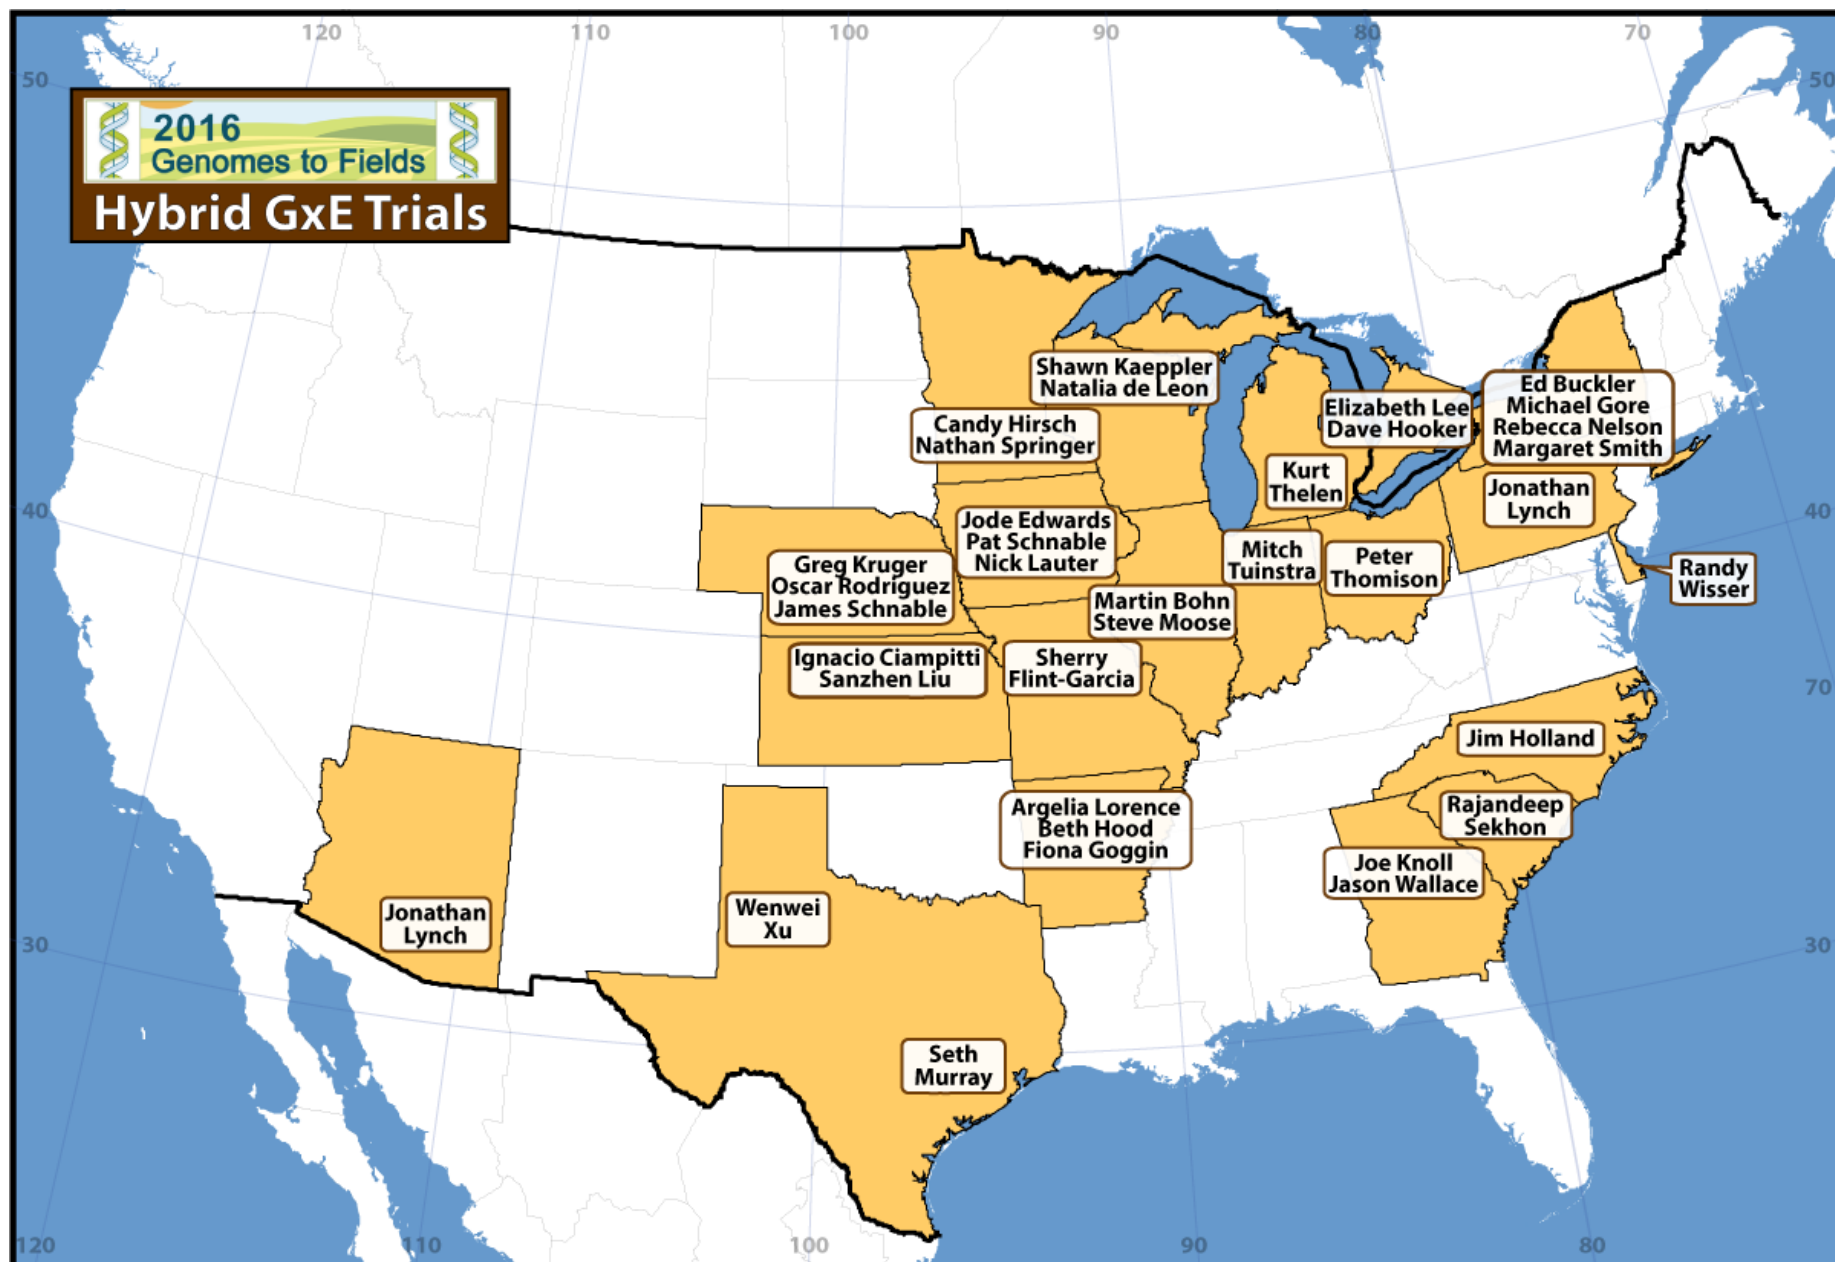 120
110
100
90
80
70
50
50
2016
Genomes to Fields
Hybrid GxE Trials
Shawn Kaeppler
Natalia de Leon
Candy Hirsch
Nathan Springer
Elizabeth Lee
Dave Hooker
Ed Buckler
Michael Gore
Rebecca Nelson
Margaret Smith
Kurt
Thelen
Jonathan
Lynch
40
40
Jode Edwards
Pat Schnable
Nick Lauter
Mitch
Tuinstra
Peter
Thomison
Greg Kruger
Oscar Rodriguez
James Schnable
Randy
Wisser
Martin Bohn
Steve Moose
Ignacio Ciampitti
Sanzhen Liu
Sherry
Flint-Garcia
70
Jim Holland
Argelia Lorence
Beth Hood
Fiona Goggin
Rajandeep
Sekhon
Joe Knoll
Jason Wallace
Jonathan
Lynch
Wenwei
Xu
30
30
Seth
Murray
120
110
100
90
80